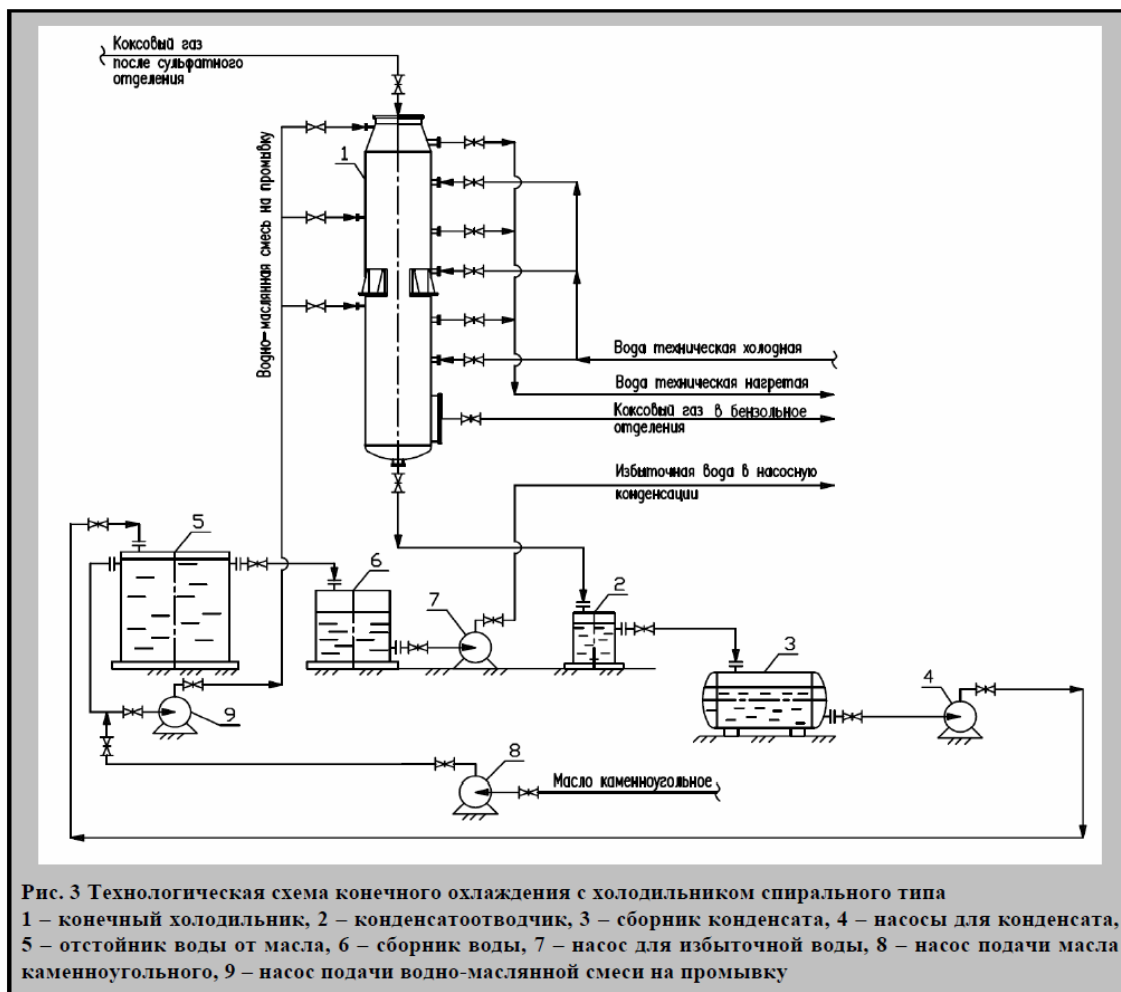 Коксовый газ
после сульфатного
отделения
Водно-маслянная смесь на промывку
1
Вода техническая холодная
Вода техническая нагретая
Коксовый газ в бензольное
отделения
Избыточная вода в насосную
конденсации
5
6
7
2
3
4
9
8
Масло каменноугольное
Рис. 3 Технологическая схема конечного охлаждения с холодильником спирального типа
1 – конечный холодильник, 2 – конденсатоотводчик, 3 – сборник конденсата, 4 – насосы для конденсата,
5 – отстойник воды от масла, 6 – сборник воды, 7 – насос для избыточной воды, 8 – насос подачи масла
каменноугольного, 9 – насос подачи водно-маслянной смеси на промывку